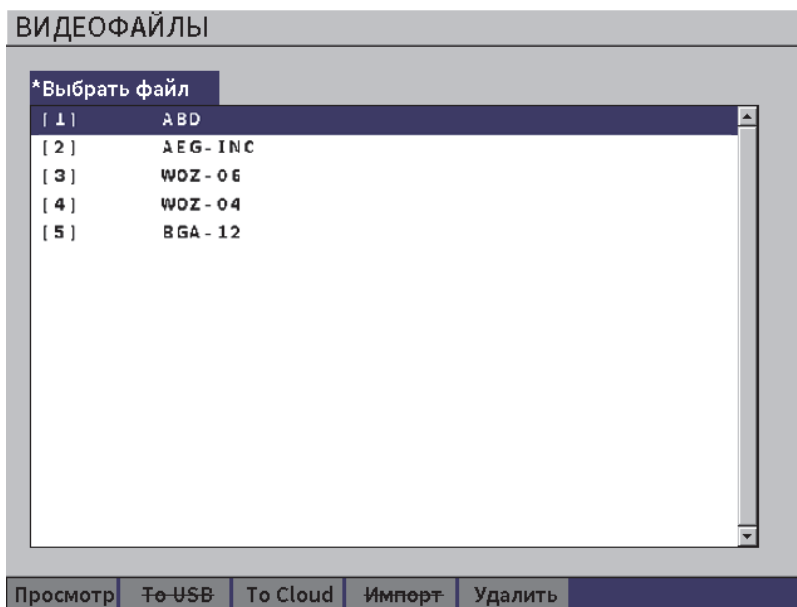 ВИДЕОФАЙЛЫ
*Выбрать файл
[1] ABD
[2] AEG-INC
[3] WOZ-06
[4] WOZ-04
[5] BGA-12
Просмотр To USB To Cloud Импорт Удалить